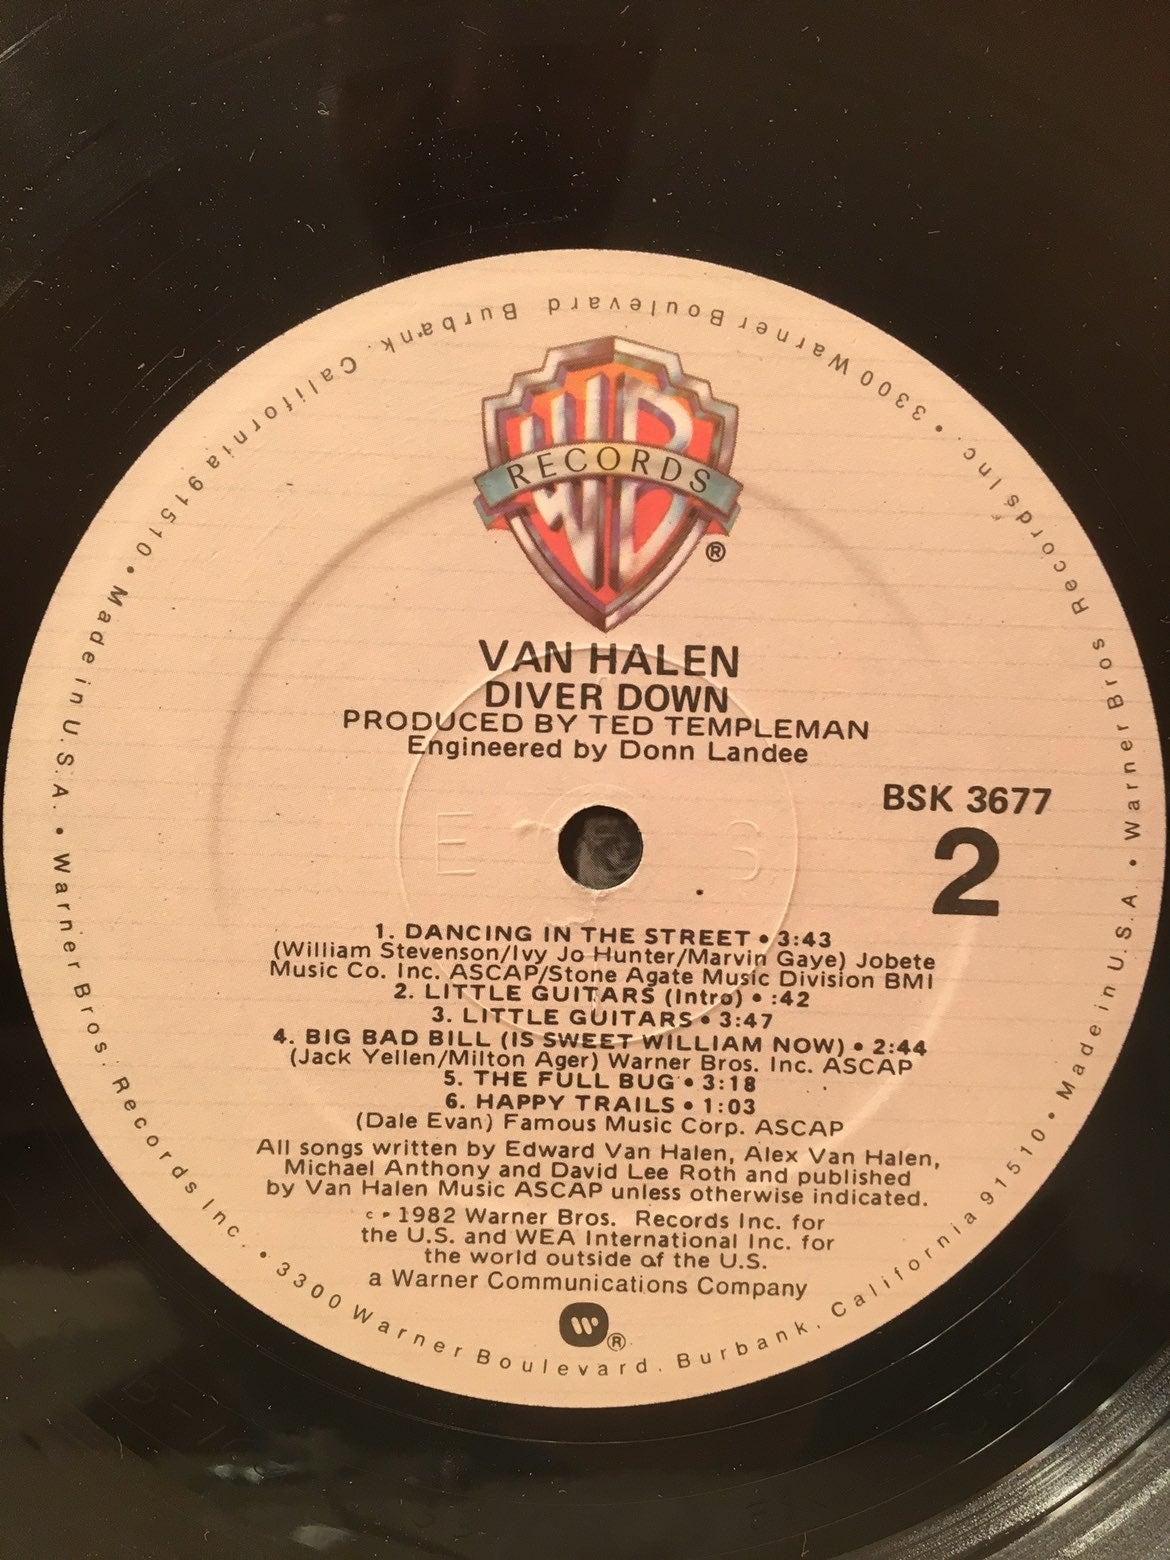 WB
RECORDS
®
VAN HALEN
DIVER DOWN
PRODUCED BY TED TEMPLEMAN
Engineered by Donn Landee
BSK 3677
2
E S
1. DANCING IN THE STREET • 3:43
(William Stevenson/Ivy Jo Hunter/Marvin Gaye) Jobete
Music Co. Inc. ASCAP/Stone Agate Music Division BMI
2. LITTLE GUITARS (Intro) • :42
3. LITTLE GUITARS • 3:47
4. BIG BAD BILL (IS SWEET WILLIAM NOW) • 2:44
(Jack Yellen/Milton Ager) Warner Bros. Inc. ASCAP
5. THE FULL BUG • 3:18
6. HAPPY TRAILS • 1:03
(Dale Evan) Famous Music Corp. ASCAP
All songs written by Edward Van Halen, Alex Van Halen,
Michael Anthony and David Lee Roth and published
by Van Halen Music ASCAP unless otherwise indicated.
c p 1982 Warner Bros. Records Inc. for
the U.S. and WEA International Inc. for
the world outside of the U.S.
a Warner Communications Company
®
Made in U.S.A. • Warner Bros. Records Inc. • 3300 Warner Boulevard. Burbank. California 91510 • Made in U.S.A. • Warner Bros Records Inc. • 3300 Warner Boulevard Burbank. California 91510 •